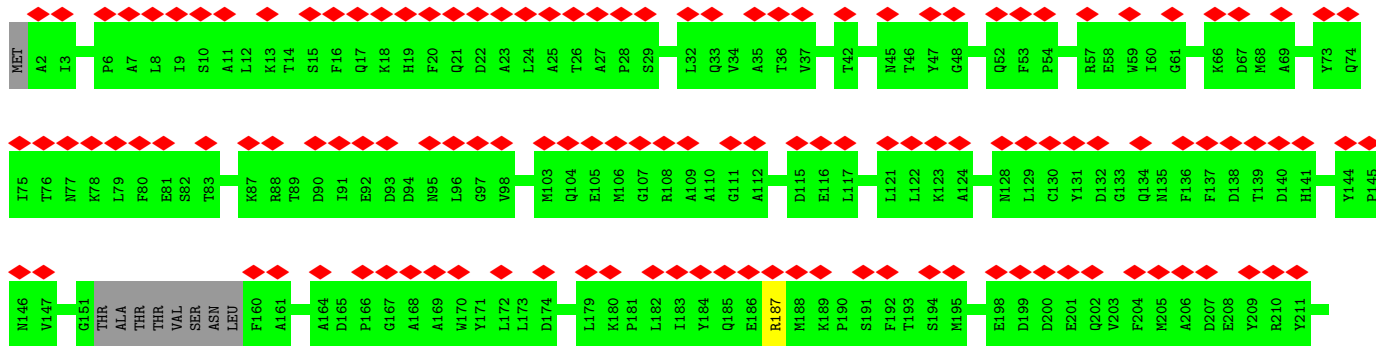 MET A2 I3 P6 A7 L8 I9 S10 A11 L12 K13 T14 S15 F16 Q17 K18 H19 F20 Q21 D22 A23 L24 A25 T26 A27 P28 S29 L32 Q33 V34 A35 T36 V37 T42 N45 T46 Y47 G48 Q52 F53 P54 R57 E58 W59 I60 G61 K66 D67 M68 A69 Y73 Q74
I75 T76 N77 K78 L79 F80 E81 S82 T83 K87 R88 T89 D90 I91 E92 D93 D94 N95 L96 G97 V98 M103 Q104 E105 M106 G107 R108 A109 A110 G111 A112 D115 E116 L117 L121 L122 K123 A124 N128 L129 C130 Y131 D132 G133 Q134 N135 F136 F137 D138 T139 D140 H141 Y144 P145
N146 V147 G151 THR ALA THR THR VAL SER ASN LEU F160 A161 A164 D165 P166 G167 A168 A169 W170 Y171 L172 L173 D174 L179 K180 P181 L182 I183 Y184 Q185 E186 R187 M188 K189 P190 S191 F192 T193 S194 M195 E198 D199 D200 E201 Q202 V203 F204 M205 A206 D207 E208 Y209 R210 Y211